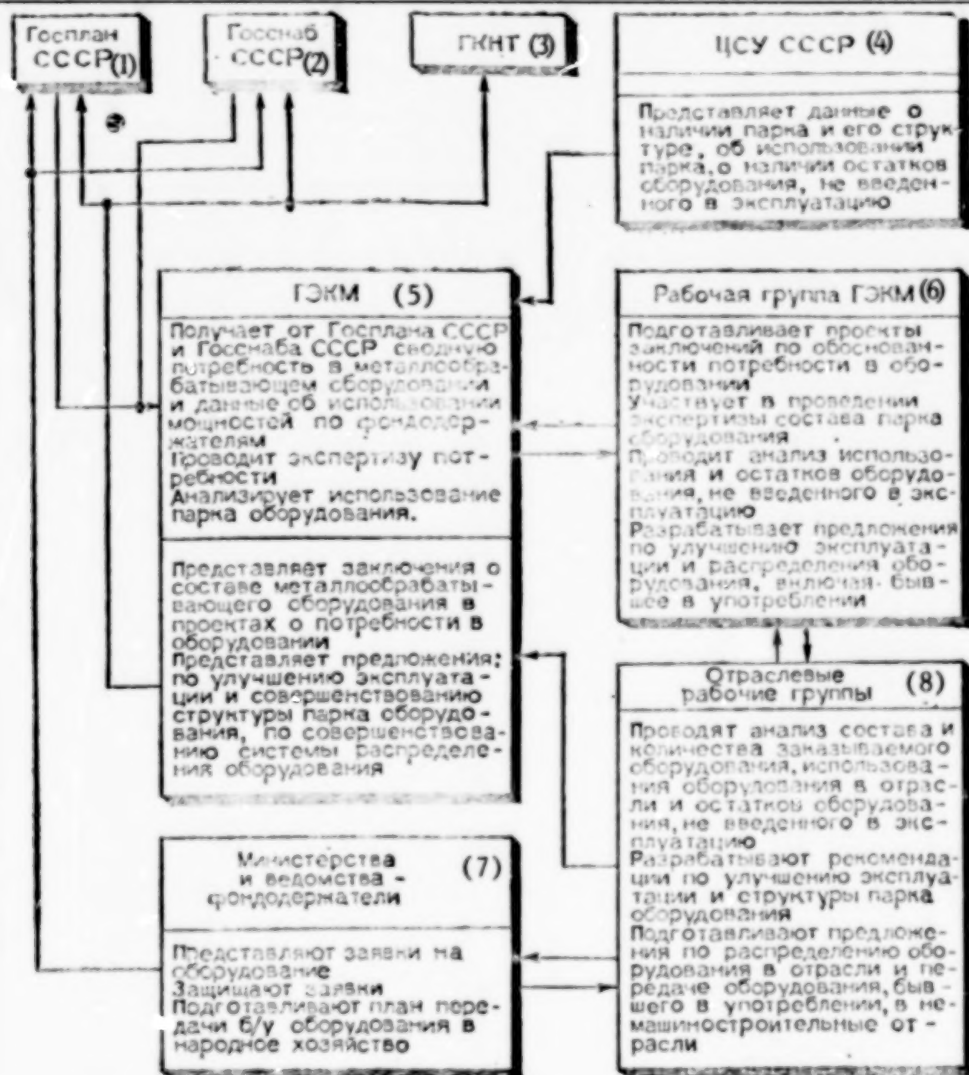 Госплан
СССР(1)
Госснаб
СССР(2)
ГКНТ (3)
ЦСУ СССР (4)
Представляет данные о
наличии парка и его струк-
туре, об использовании
парка, о наличии остатков
оборудования, не введен-
ного в эксплуатацию
ГЭКМ (5)
Получает от Госплана СССР
и Госснаба СССР сводную
потребность в металлообра-
батывающем оборудовании
и данные об использовании
мощностей по фондодер-
жателям
Проводит экспертизу пот-
ребности
Анализирует использование
парка оборудования.
Представляет заключения о
составе металлообрабаты-
вающего оборудования в
проектах о потребности в
оборудовании
Представляет предложения:
по улучшению эксплуата-
ции и совершенствованию
структуры парка оборудо-
вания, по совершенствова-
нию системы распределе-
ния оборудования
Рабочая группа ГЭКМ (6)
Подготавливает проекты
заключений по обоснован-
ности потребности в обо-
рудовании
Участвует в проведении
экспертизы состава парка
оборудования
Проводит анализ использо-
вания и остатков оборудо-
вания, не введенного в экс-
плуатацию
Разрабатывает предложения
по улучшению эксплуата-
ции и распределения обо-
рудования, включая быв-
шее в употреблении
Министерства (7)
и ведомства -
фондодержатели
Представляют заявки на
оборудование
Защищают заявки
Подготавливают план пере-
дачи б/у оборудования в
народное хозяйство
Отраслевые (8)
рабочие группы
Проводят анализ состава и
количества заказываемого
оборудования, использова-
ния оборудования в отрас-
ли и остатков оборудова-
ния, не введенного в экс-
плуатацию
Разрабатывают рекоменда-
ции по улучшению эксплуа-
тации и структуры парка
оборудования
Подготавливают предложе-
ния по распределению обо-
рудования в отрасли и пе-
редаче оборудования, быв-
шего в употреблении, в не-
машиностроительные от-
расли